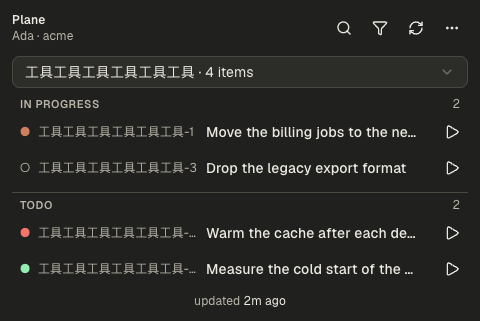 Plane
Ada · acme
工具工具工具工具工具工具 · 4 items
IN PROGRESS 2
工具工具工具工具工具工具-1 Move the billing jobs to the ne...
工具工具工具工具工具工具-3 Drop the legacy export format
TODO 2
工具工具工具工具工具工具-... Warm the cache after each de...
工具工具工具工具工具工具-... Measure the cold start of the ...
updated 2m ago